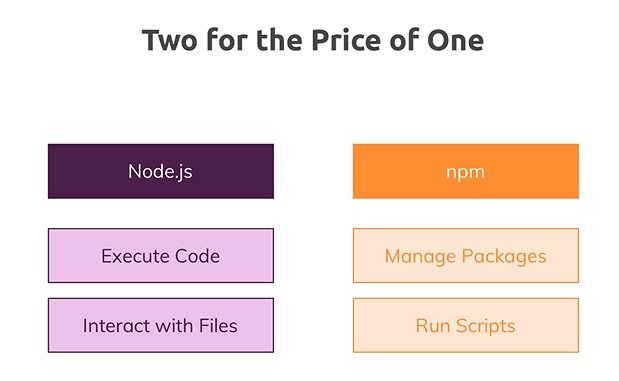 Two for the Price of One
Node.js
npm
Execute Code
Manage Packages
Interact with Files
Run Scripts